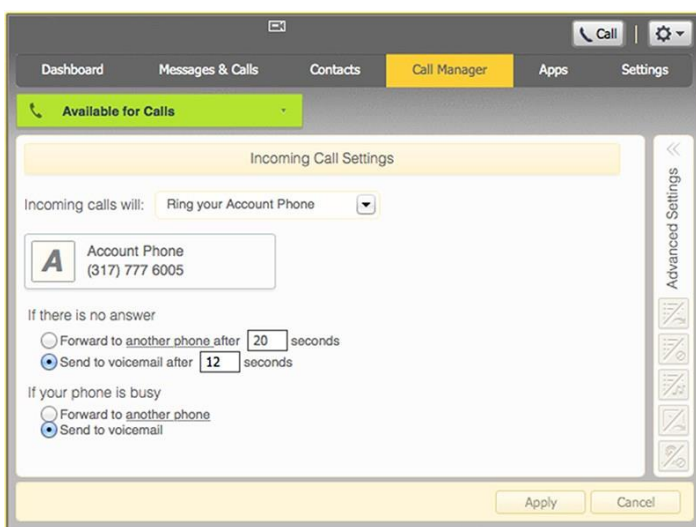 Call
Dashboard Messages & Calls Contacts Call Manager Apps Settings
Available for Calls
Incoming Call Settings
Incoming calls will: Ring your Account Phone
A Account Phone
(317) 777 6005
If there is no answer
Forward to another phone after 20 seconds
Send to voicemail after 12 seconds
If your phone is busy
Forward to another phone
Send to voicemail
Advanced Settings
Apply Cancel